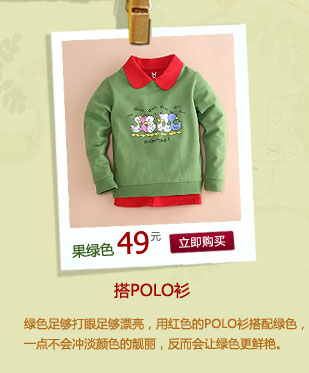 果绿色 49元 立即购买
搭POLO衫
绿色足够打眼足够漂亮，用红色的POLO衫搭配绿色，
一点不会冲淡颜色的靓丽，反而会让绿色更鲜艳。